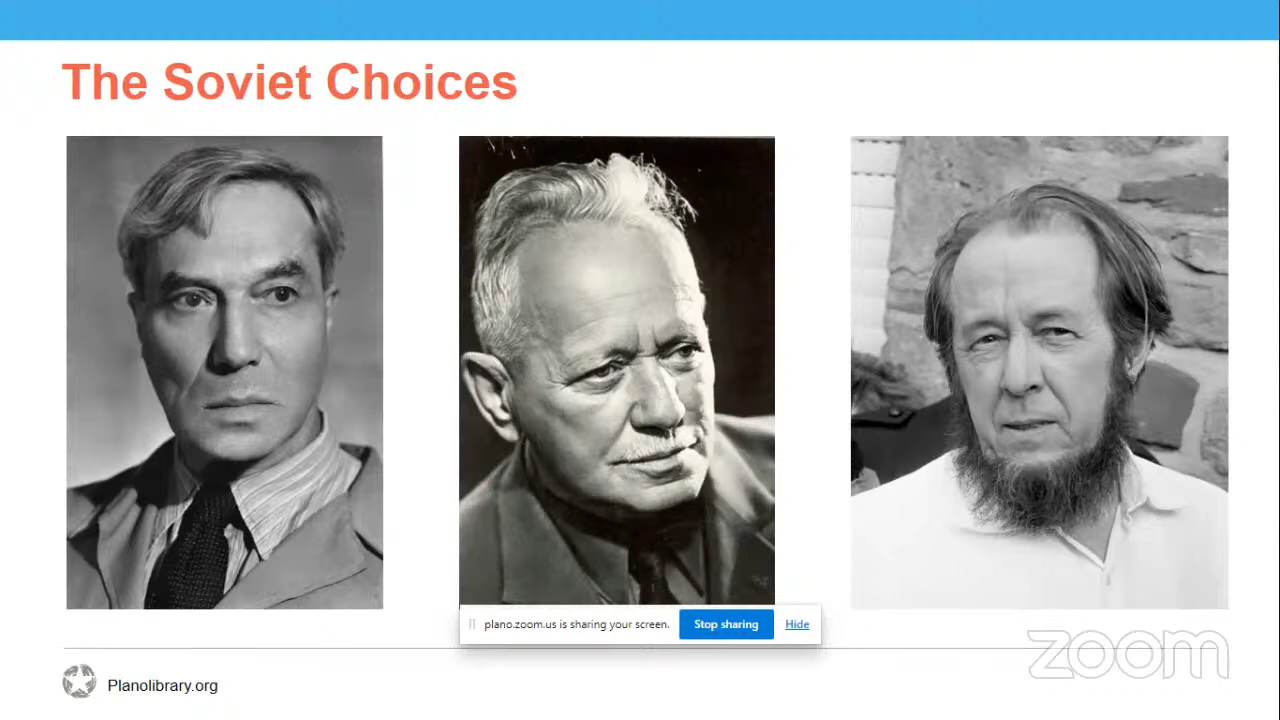 The Soviet Choices
plano.zoom.us is sharing your screen. Stop sharing Hide
zoom
Planolibrary.org